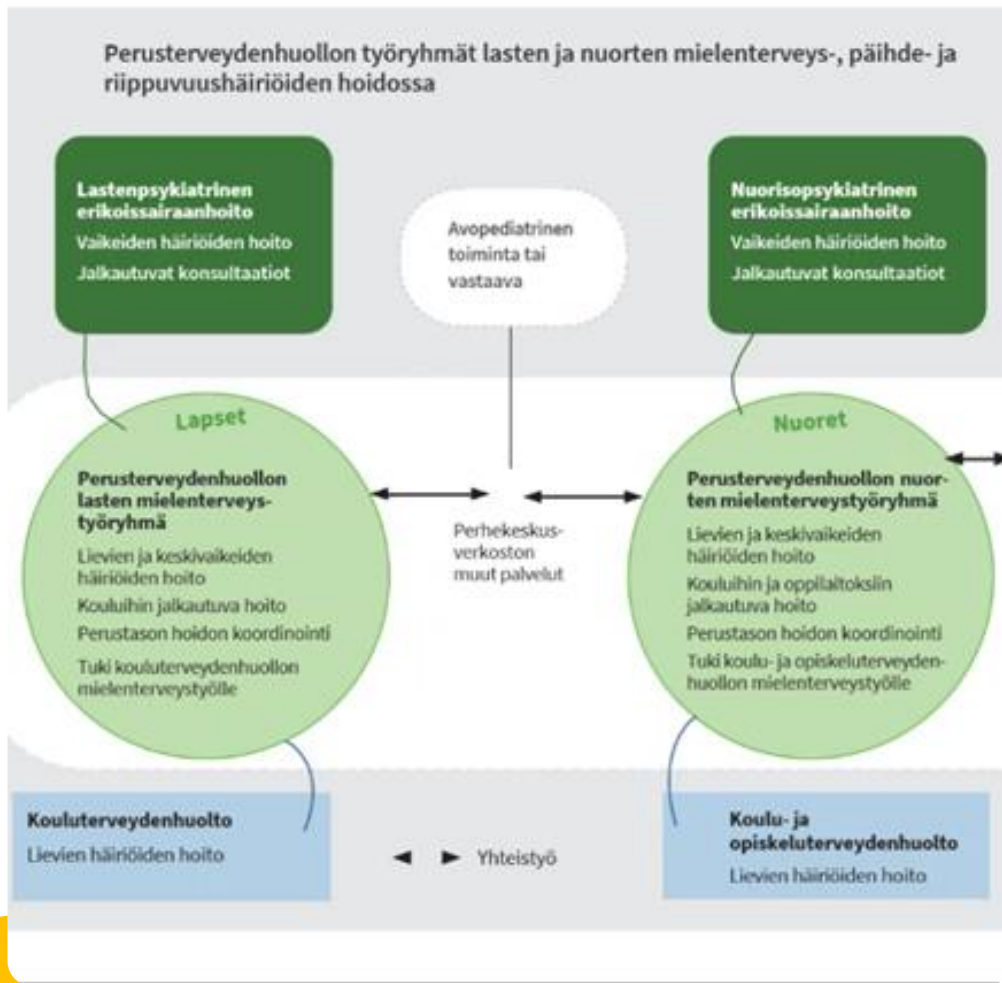 Perusterveydenhuollon työryhmät lasten ja nuorten mielenterveys-, päihde- ja
riippuvuushäiriöiden hoidossa
Lastenpsykiatrinen
erikoissairaanhoito
Vaikeiden häiriöiden hoito
Jalkautuvat konsultaatiot
Avopediatrinen
toiminta tai
vastaava
Nuorisopsykiatrinen
erikoissairaanhoito
Vaikeiden häiriöiden hoito
Jalkautuvat konsultaatiot
Lapset
Perusterveydenhuollon
lasten mielenterveys-
työryhmä
Lievien ja keskivaikeiden
häiriöiden hoito
Kouluihin jalkautuva hoito
Perustason hoidon koordinointi
Tuki kouluterveydenhuollon
mielenterveystyölle
Perhekeskus-
verkoston
muut palvelut
Nuoret
Perusterveydenhuollon nuor-
ten mielenterveystyöryhmä
Lievien ja keskivaikeiden
häiriöiden hoito
Kouluihin ja oppilaitoksiin
jalkautuva hoito
Perustason hoidon koordinointi
Tuki koulu- ja opiskeluterveyden-
huollon mielenterveystyölle
Kouluterveydenhuolto
Lievien häiriöiden hoito
Yhteistyö
Koulu- ja
opiskeluterveydenhuolto
Lievien häiriöiden hoito